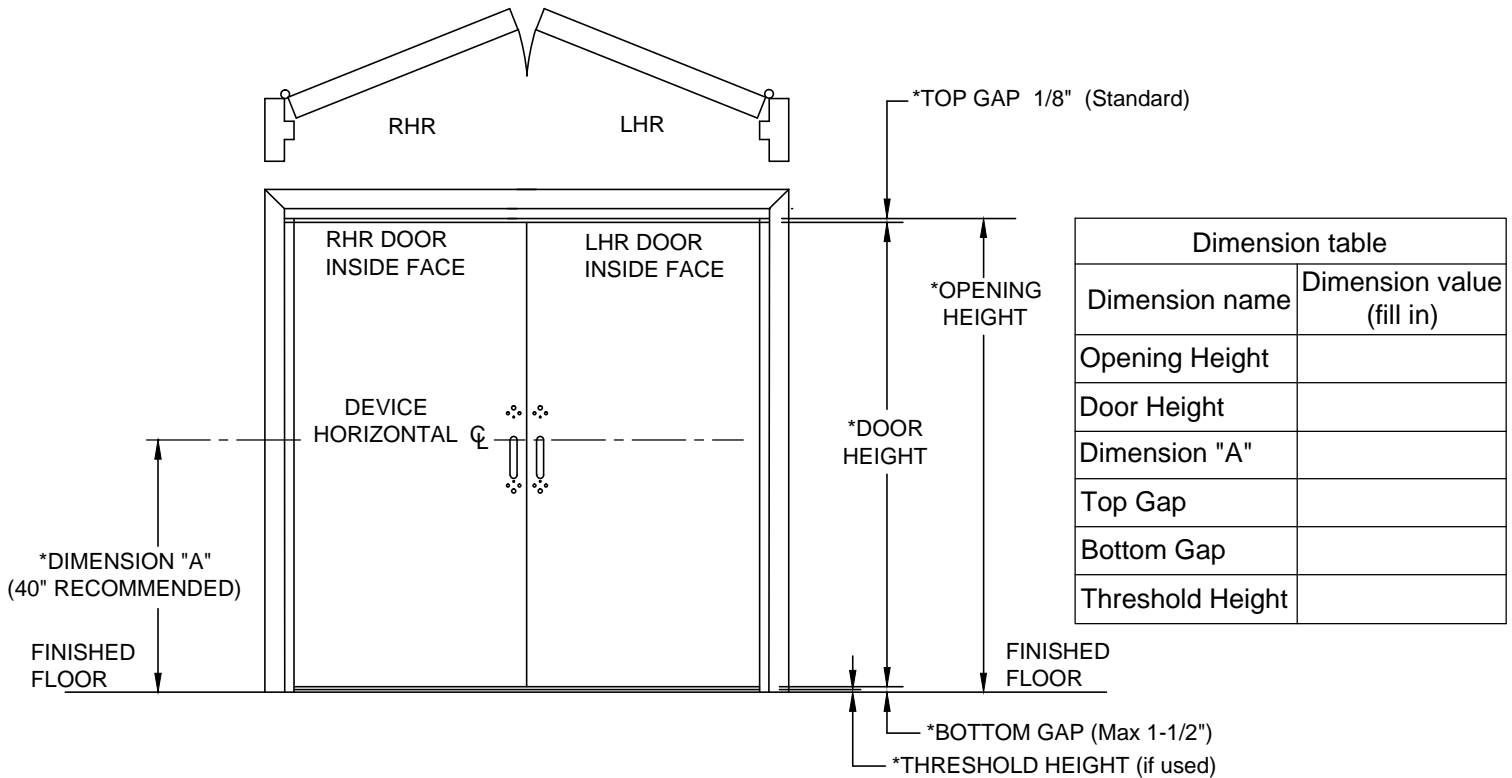 *TOP GAP  1/8"  (Standard)
RHR
LHR
RHR DOOR
INSIDE FACE
LHR DOOR
INSIDE FACE
*OPENING
HEIGHT
DEVICE
HORIZONTAL ℄
*DOOR
HEIGHT
*DIMENSION "A"
(40" RECOMMENDED)
FINISHED
FLOOR
FINISHED
FLOOR
*BOTTOM GAP (Max 1-1/2")
*THRESHOLD HEIGHT (if used)
Dimension table
Dimension name
Dimension value
(fill in)
Opening Height
Door Height
Dimension "A"
Top Gap
Bottom Gap
Threshold Height